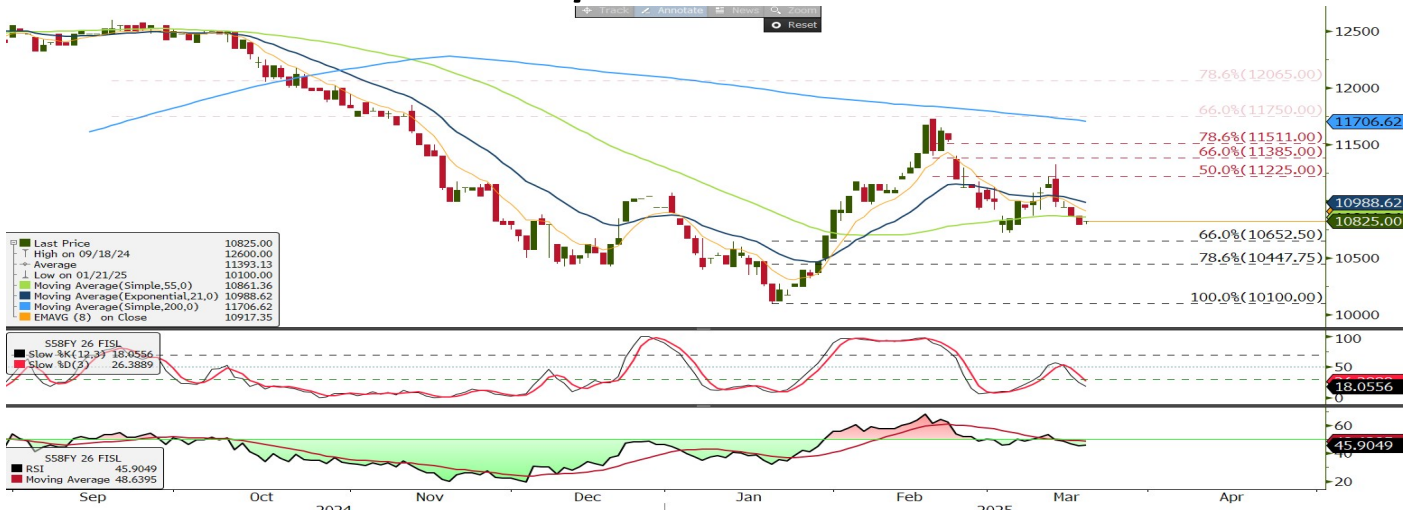 Track Annotate News Zoom
Reset
12500
78.6%(12065.00)
12000
66.0%(11750.00)
11706.62
78.6%(11511.00)
11500
66.0%(11385.00)
50.0%(11225.00)
10988.62
10825.00
66.0%(10652.50)
10500
78.6%(10447.75)
100.0%(10100.00)
10000
Last Price 10825.00
High on 09/18/24 12600.00
Average 11393.13
Low on 01/21/25 10100.00
Moving Average(Simple,55,0) 10861.36
Moving Average(Exponential,21,0) 10988.62
Moving Average(Simple,200,0) 11706.62
EMAVG (8) on Close 10917.35
SS8FY 26 FISL
Slow %K(12,3) 18.0556
Slow %D(3) 26.3889
100
50
18.0556
0
SS8FY 26 FISL
RSI 45.9049
Moving Average 48.6395
60
45.9049
40
20
Sep Oct Nov Dec Jan Feb Mar Apr
2024 2025